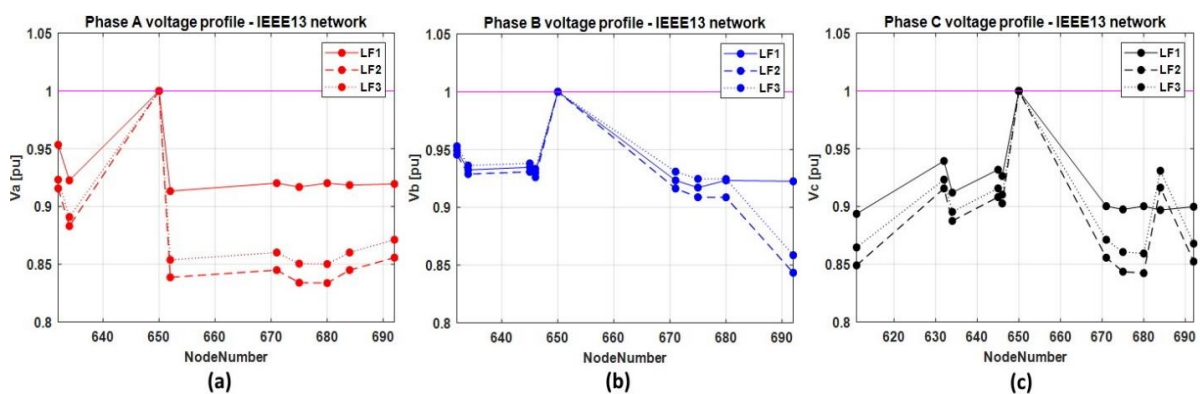 Phase A voltage profile - IEEE13 network
1.05
1
0.95
0.9
0.85
0.8
Va [pu]
LF1
LF2
LF3
640 650 660 670 680 690
NodeNumber
(a)
Phase B voltage profile - IEEE13 network
1.05
1
0.95
0.9
0.85
0.8
Vb [pu]
LF1
LF2
LF3
640 650 660 670 680 690
NodeNumber
(b)
Phase C voltage profile - IEEE13 network
1.05
1
0.95
0.9
0.85
0.8
Vc [pu]
LF1
LF2
LF3
620 630 640 650 660 670 680 690
NodeNumber
(c)